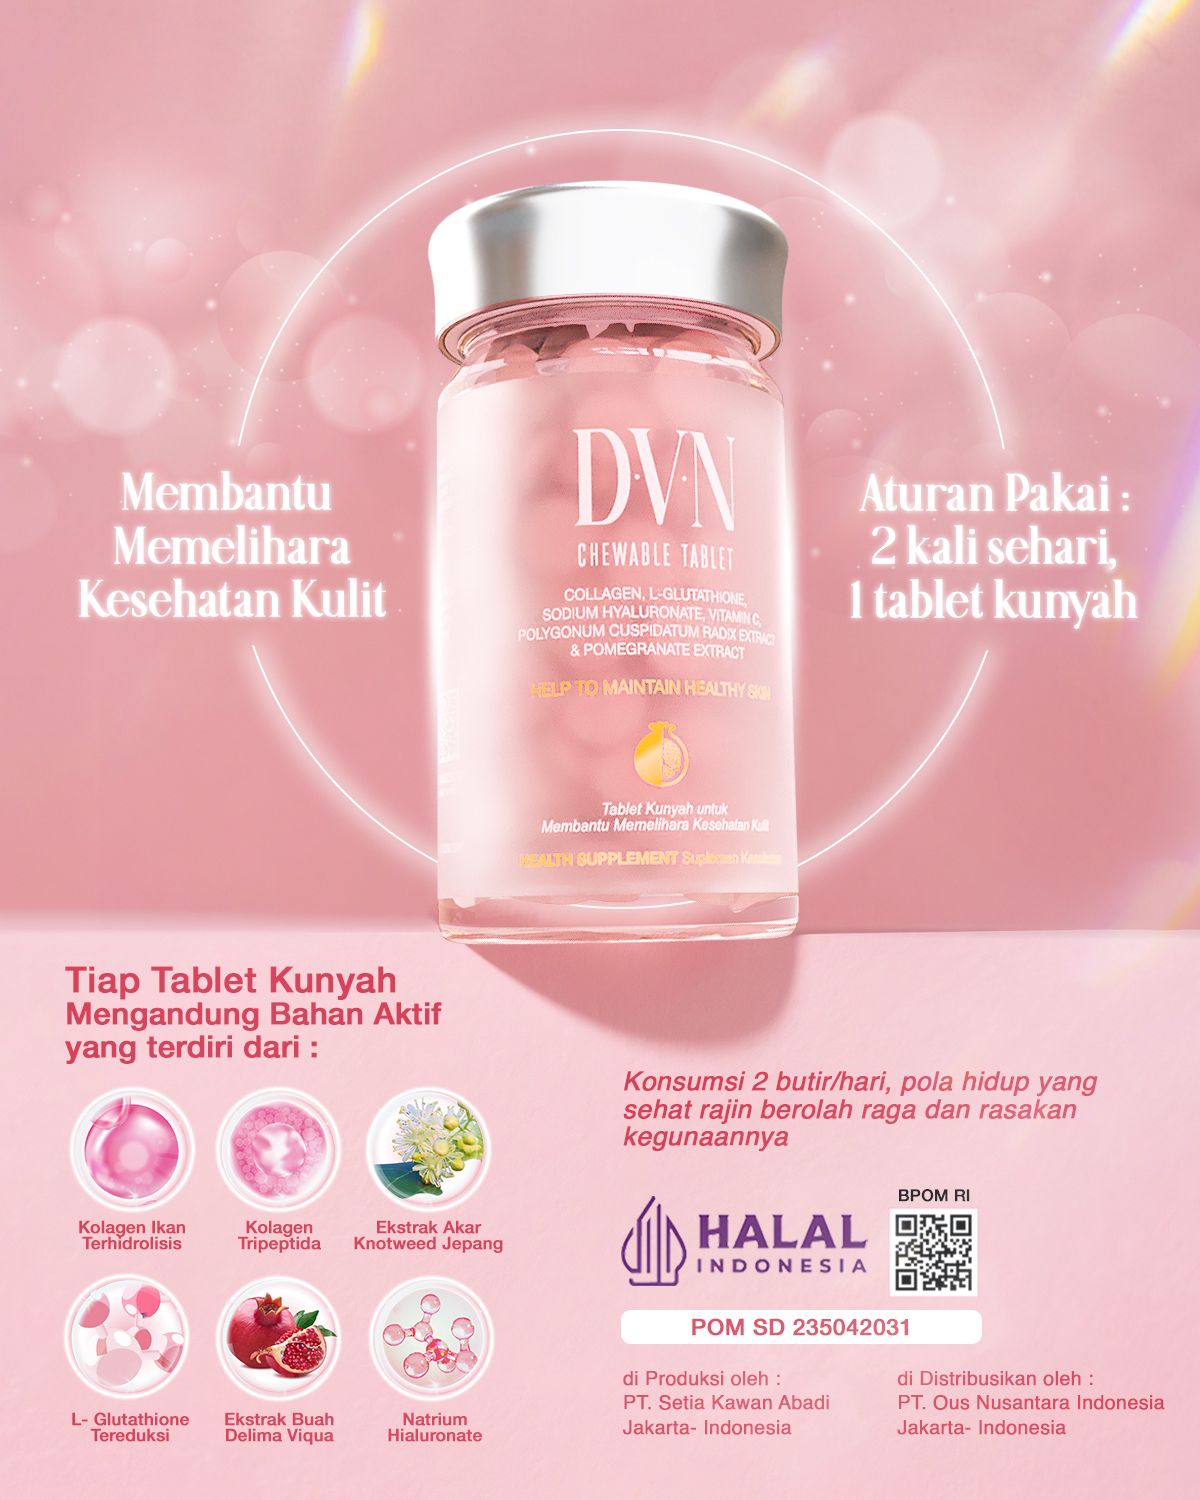 Membantu
Memelihara
Kesehatan Kulit
D·V·N
CHEWABLE TABLET
COLLAGEN, L-GLUTATHIONE,
SODIUM HYALURONATE, VITAMIN C,
POLYGONUM CUSPIDATUM RADIX EXTRACT
& POMEGRANATE EXTRACT
HELP TO MAINTAIN HEALTHY SKIN
Tablet Kunyah untuk
Membantu Memelihara Kesehatan Kulit
HEALTH SUPPLEMENT Suplemen
Aturan Pakai :
2 kali sehari,
1 tablet kunyah
Tiap Tablet Kunyah
Mengandung Bahan Aktif
yang terdiri dari :
Kolagen Ikan
Terhidrolisis
Kolagen
Tripeptida
Ekstrak Akar
Knotweed Jepang
L- Glutathione
Tereduksi
Ekstrak Buah
Delima Viqua
Natrium
Hialuronate
Konsumsi 2 butir/hari, pola hidup yang
sehat rajin berolah raga dan rasakan
kegunaannya
HALAL
INDONESIA
BPOM RI
POM SD 235042031
di Produksi oleh :
PT. Setia Kawan Abadi
Jakarta- Indonesia
di Distribusikan oleh :
PT. Ous Nusantara Indonesia
Jakarta- Indonesia